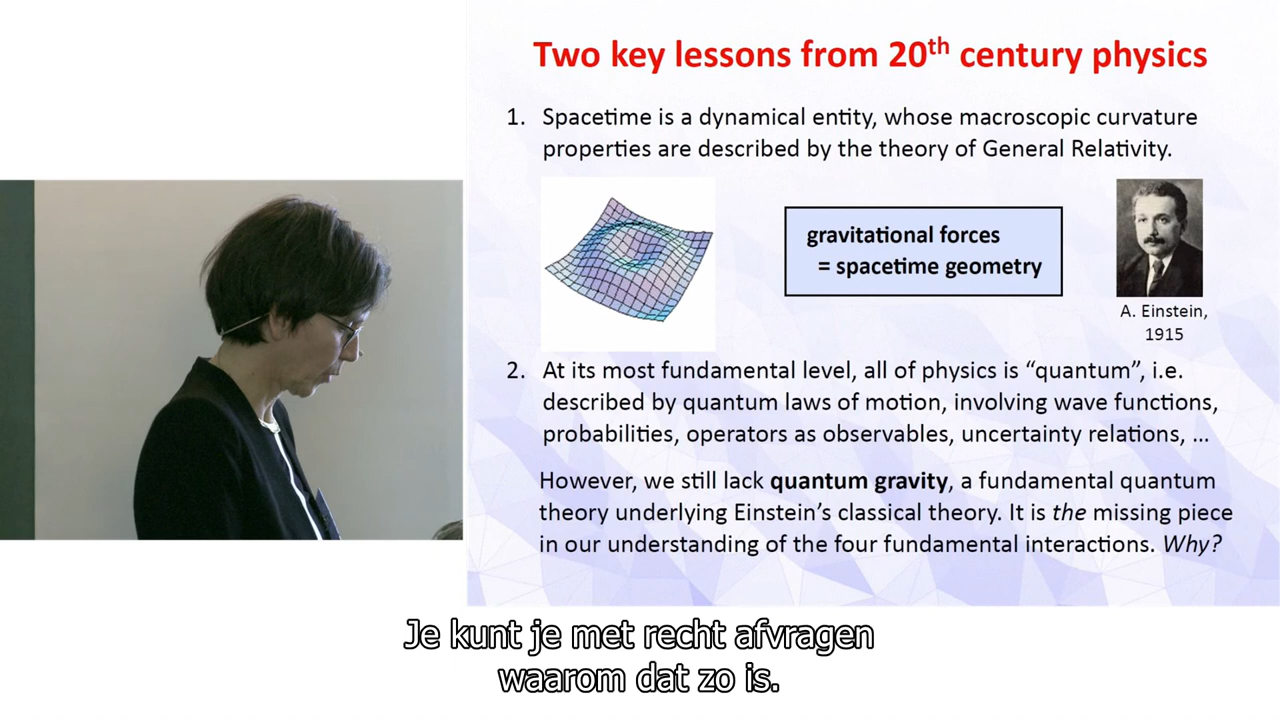 Two key lessons from 20th century physics
1. Spacetime is a dynamical entity, whose macroscopic curvature
properties are described by the theory of General Relativity.
gravitational forces
= spacetime geometry
A. Einstein,
1915
2. At its most fundamental level, all of physics is “quantum”, i.e.
described by quantum laws of motion, involving wave functions,
probabilities, operators as observables, uncertainty relations, ...
However, we still lack quantum gravity, a fundamental quantum
theory underlying Einstein’s classical theory. It is the missing piece
in our understanding of the four fundamental interactions. Why?
Je kunt je met recht afvragen
waarom dat zo is.